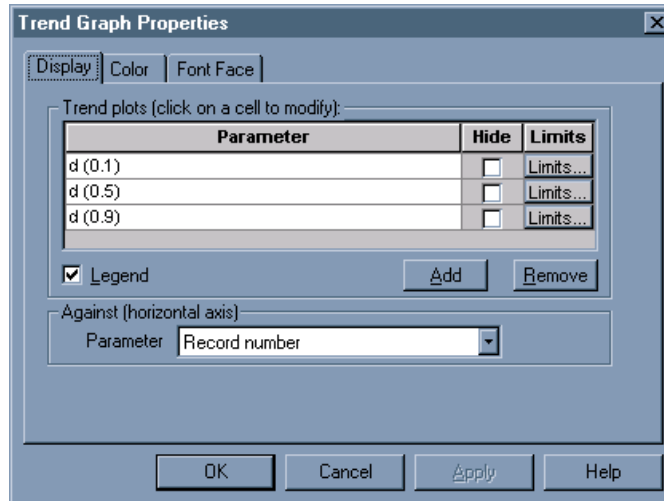 Trend Graph Properties
Display Color Font Face
Trend plots (click on a cell to modify):
Parameter Hide Limits
d (0.1) Limits...
d (0.5) Limits...
d (0.9) Limits...
Legend Add Remove
Against (horizontal axis)
Parameter Record number
OK Cancel Apply Help